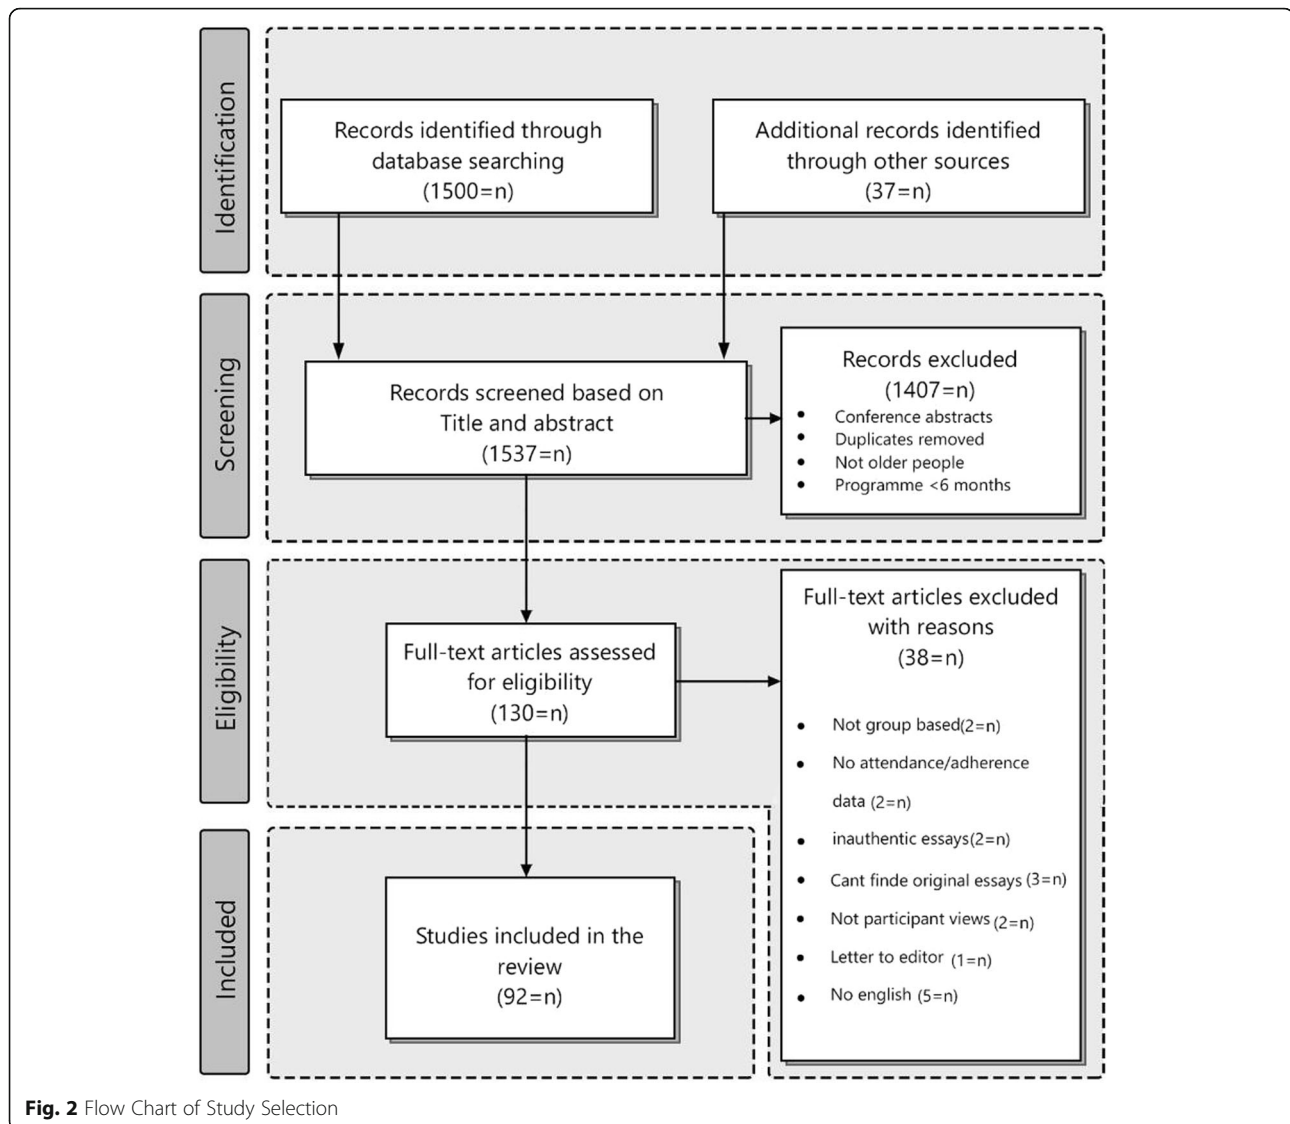 Identification
Records identified through
database searching
(1500=n)
Additional records identified
through other sources
(37=n)
Screening
Records screened based on
Title and abstract
(1537=n)
Records excluded
(1407=n)
• Conference abstracts
• Duplicates removed
• Not older people
• Programme <6 months
Eligibility
Full-text articles assessed
for eligibility
(130=n)
Full-text articles excluded
with reasons
(38=n)
• Not group based(2=n)
• No attendance/adherence
data (2=n)
• inauthentic essays(2=n)
• Cant finde original essays (3=n)
• Not participant views (2=n)
• Letter to editor (1=n)
• No english (5=n)
Included
Studies included in the
review
(92=n)
Fig. 2 Flow Chart of Study Selection